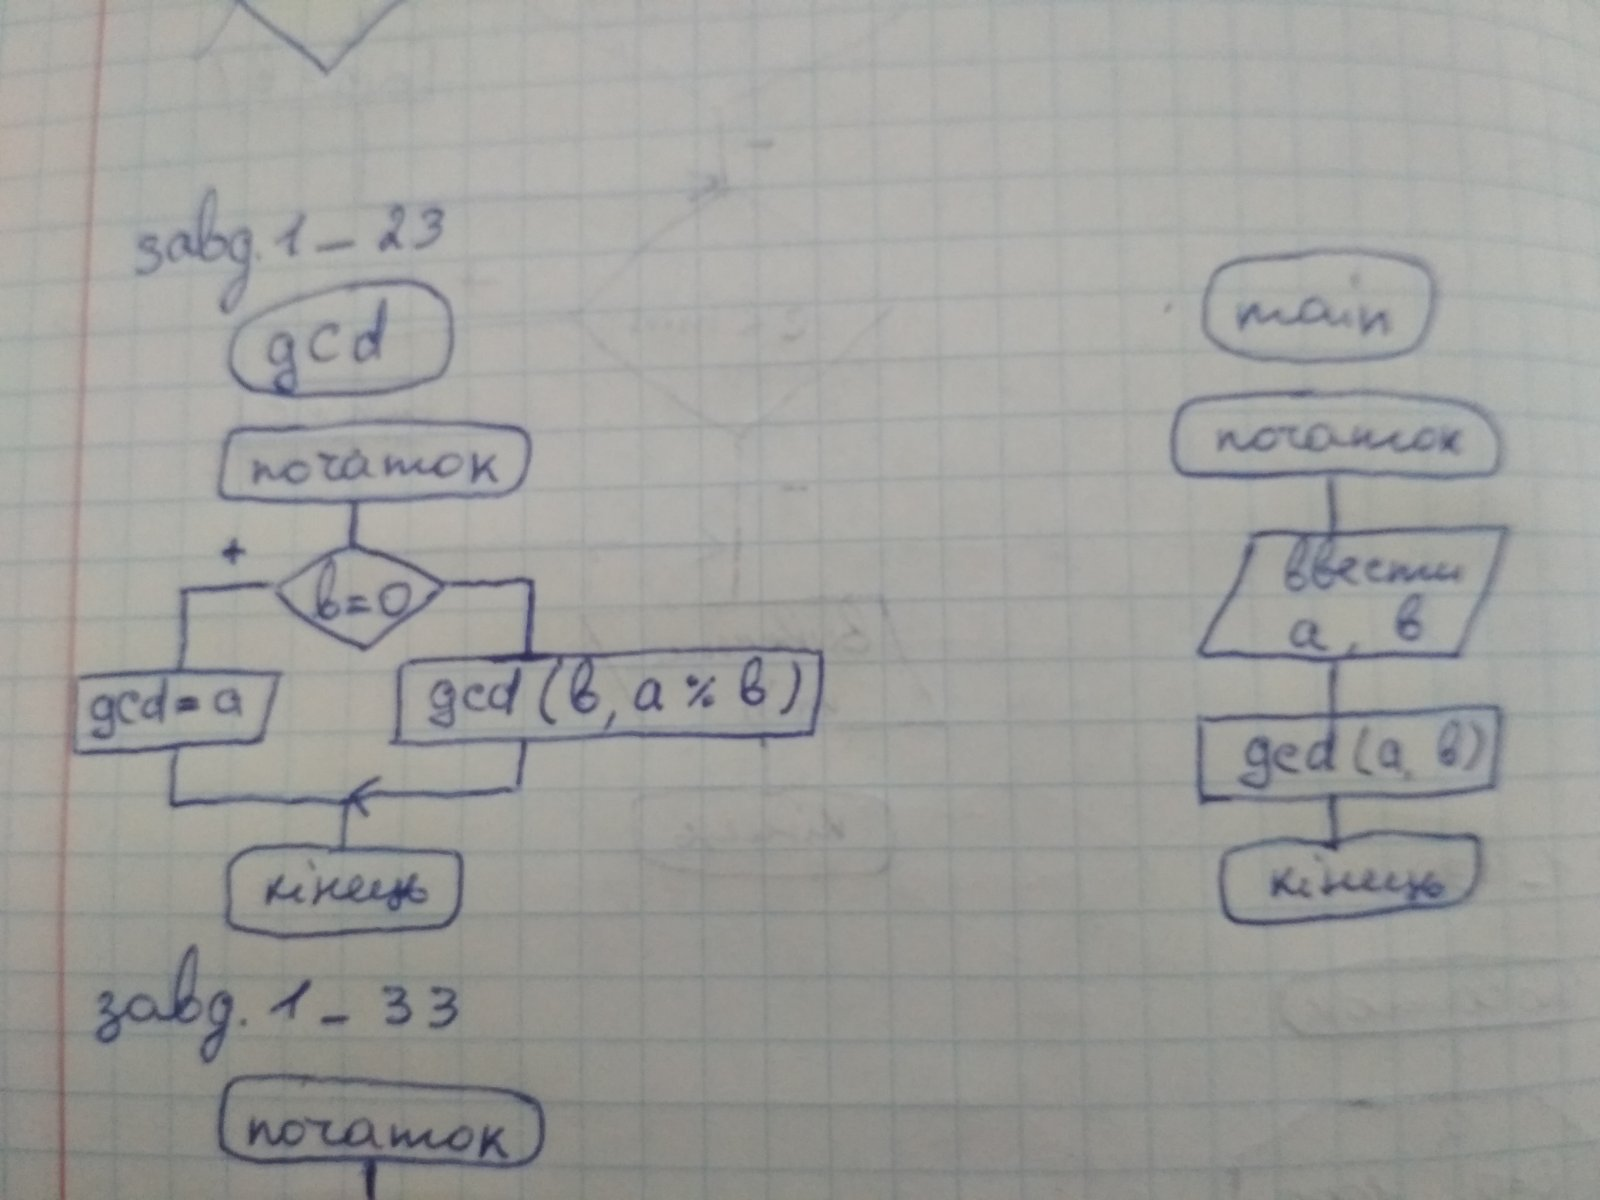 завд. 1 - 23
gcd
початок
+
b=0
gcd=a
gcd (b, a % b)
кінець
main
початок
ввести
a, b
gcd (a, b)
кінець
завд. 1 - 33
початок